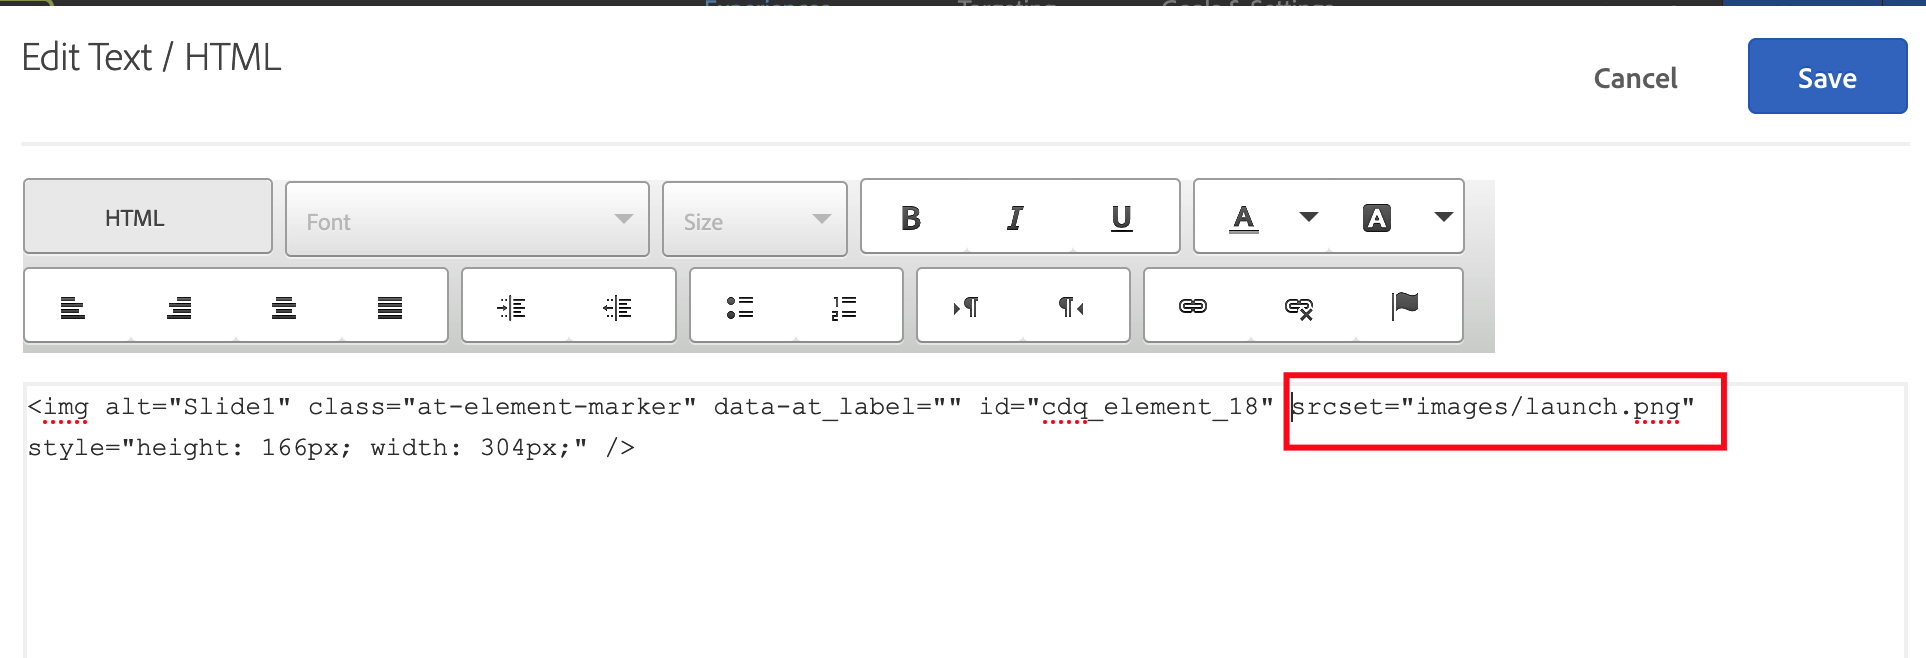 Edit Text / HTML
Cancel
Save
HTML
Font
Size
B I U A A
<img alt="Slide1" class="at-element-marker" data-at_label="" id="cdq_element_18" srcset="images/launch.png"
style="height: 166px; width: 304px;" />